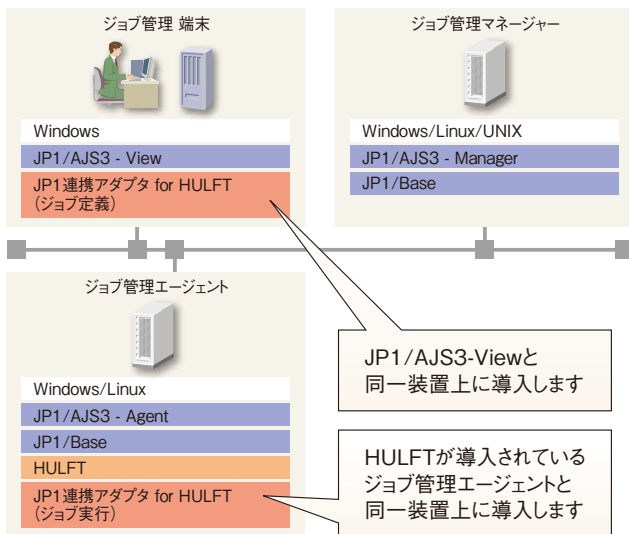 ジョブ管理 端末
Windows
JP1/AJS3 - View
JP1連携アダプタ for HULFT
(ジョブ定義)
ジョブ管理マネージャー
Windows/Linux/UNIX
JP1/AJS3 - Manager
JP1/Base
ジョブ管理エージェント
Windows/Linux
JP1/AJS3 - Agent
JP1/Base
HULFT
JP1連携アダプタ for HULFT
(ジョブ実行)
JP1/AJS3-Viewと
同一装置上に導入します
HULFTが導入されている
ジョブ管理エージェントと
同一装置上に導入します